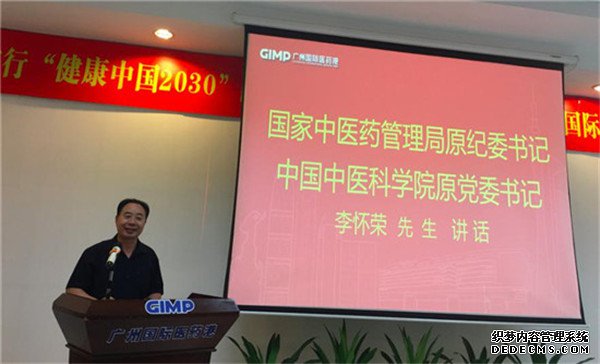 GIMP 广州国际医药港
行“健康中国2030”
国际
国家中医药管理局原纪委书记
中国中医科学院原党委书记
李怀荣 先生 讲话
GIMP
广州国际医药港
织梦内容管理系统
DEDECMS.COM